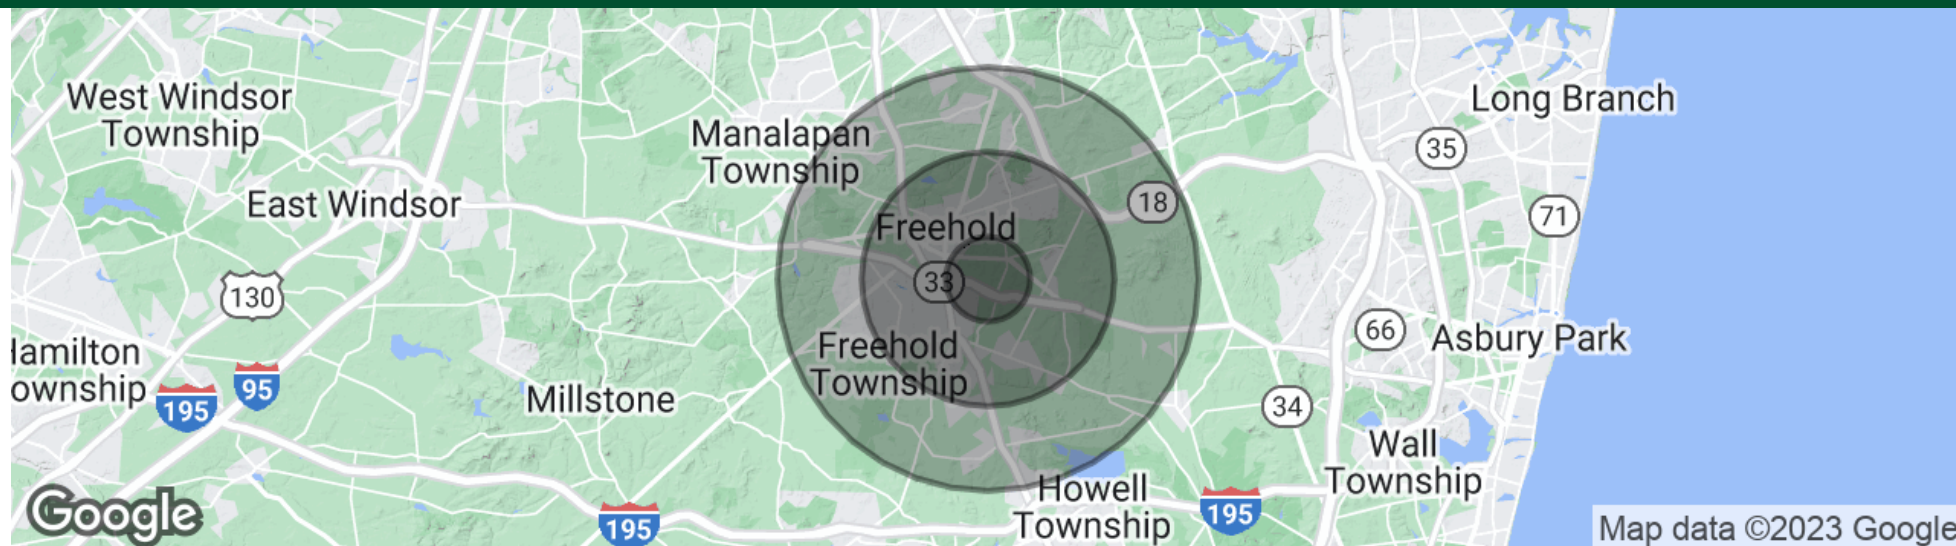 West Windsor
Township
Long Branch
Manalapan
Township
35
East Windsor
18
71
Freehold
33
130
66
Asbury Park
Freehold
Township
Hamilton
ownship
95
195
Millstone
34
Wall
Township
Howell
Township
195
195
Google
Map data ©2023 Google